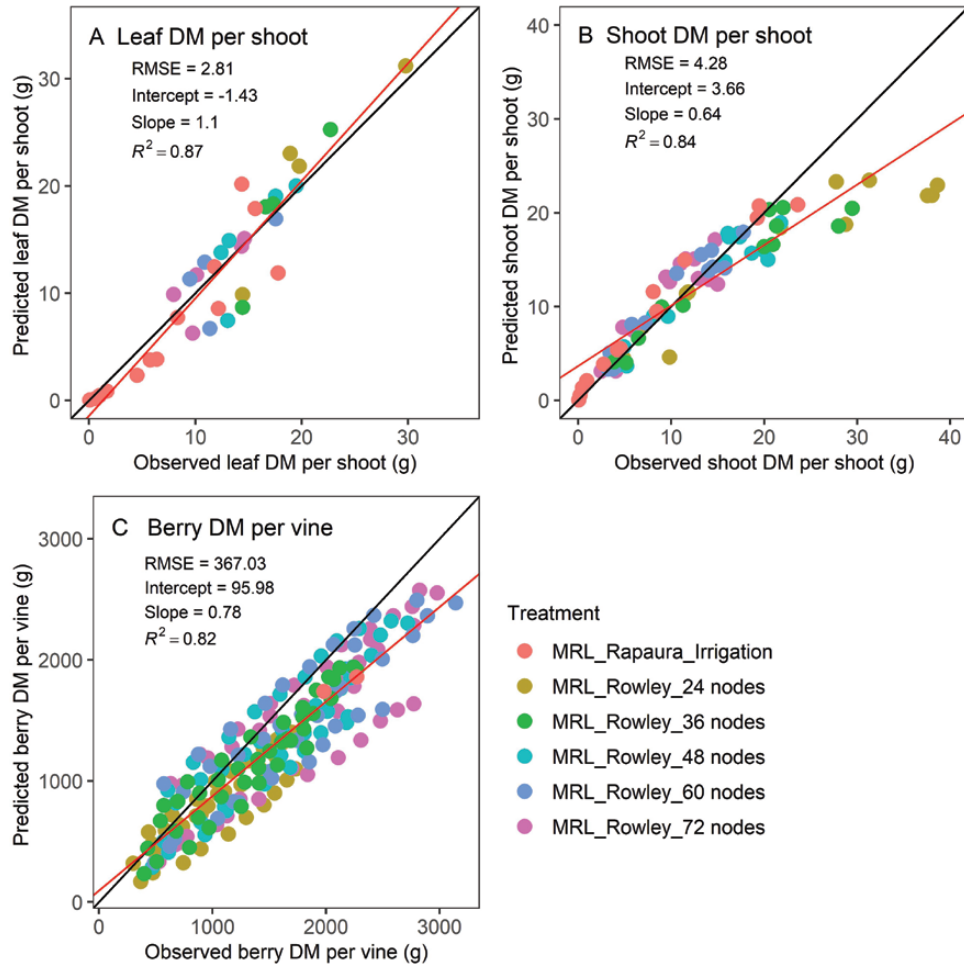 A Leaf DM per shoot
RMSE = 2.81
Intercept = -1.43
Slope = 1.1
R² = 0.87
Predicted leaf DM per shoot (g)
30
20
10
0
0 10 20 30
Observed leaf DM per shoot (g)
B Shoot DM per shoot
RMSE = 4.28
Intercept = 3.66
Slope = 0.64
R² = 0.84
Predicted shoot DM per shoot (g)
40
30
20
10
0
0 10 20 30 40
Observed shoot DM per shoot (g)
C Berry DM per vine
RMSE = 367.03
Intercept = 95.98
Slope = 0.78
R² = 0.82
Predicted berry DM per vine (g)
3000
2000
1000
0
0 1000 2000 3000
Observed berry DM per vine (g)
Treatment
MRL_Rapaura_Irrigation
MRL_Rowley_24 nodes
MRL_Rowley_36 nodes
MRL_Rowley_48 nodes
MRL_Rowley_60 nodes
MRL_Rowley_72 nodes